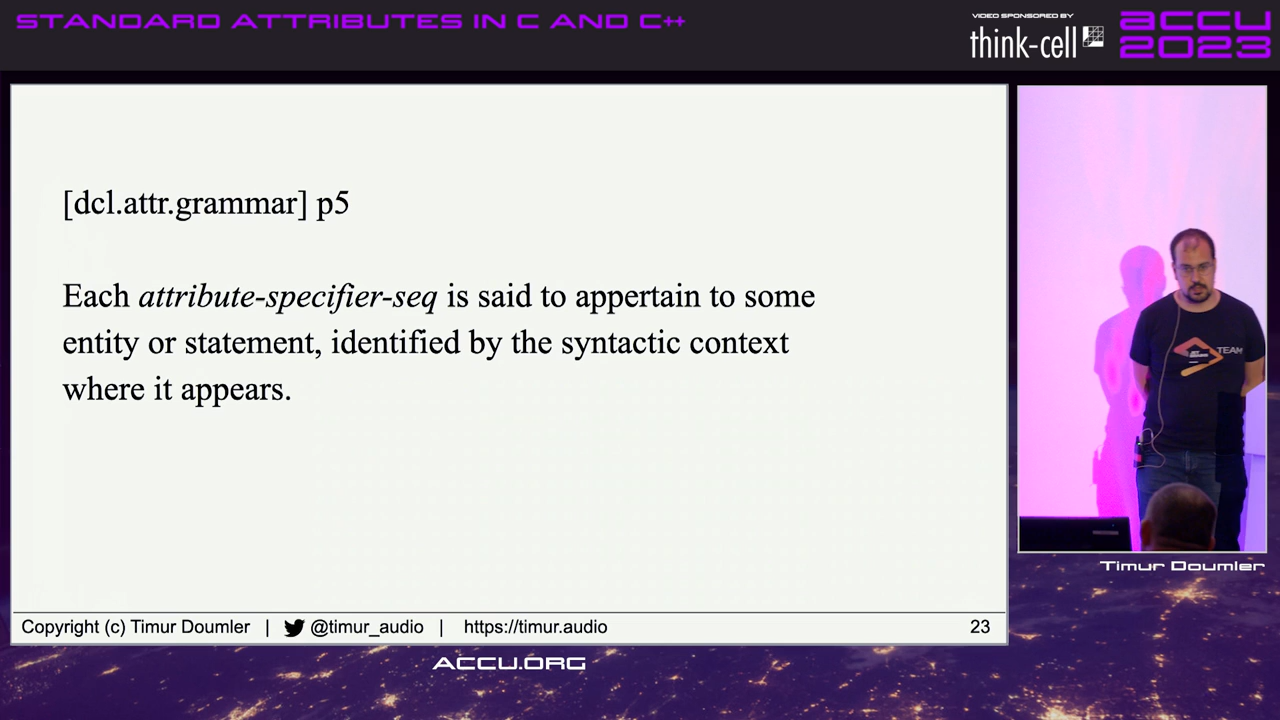 STANDARD ATTRIBUTES IN C AND C++
VIDEO SPONSORED BY
think-cell
ACCU
2023
[dcl.attr.grammar] p5
Each attribute-specifier-seq is said to appertain to some
entity or statement, identified by the syntactic context
where it appears.
TEAM
Copyright (c) Timur Doumler | @timur_audio | https://timur.audio
23
Timur Doumler
ACCU.ORG